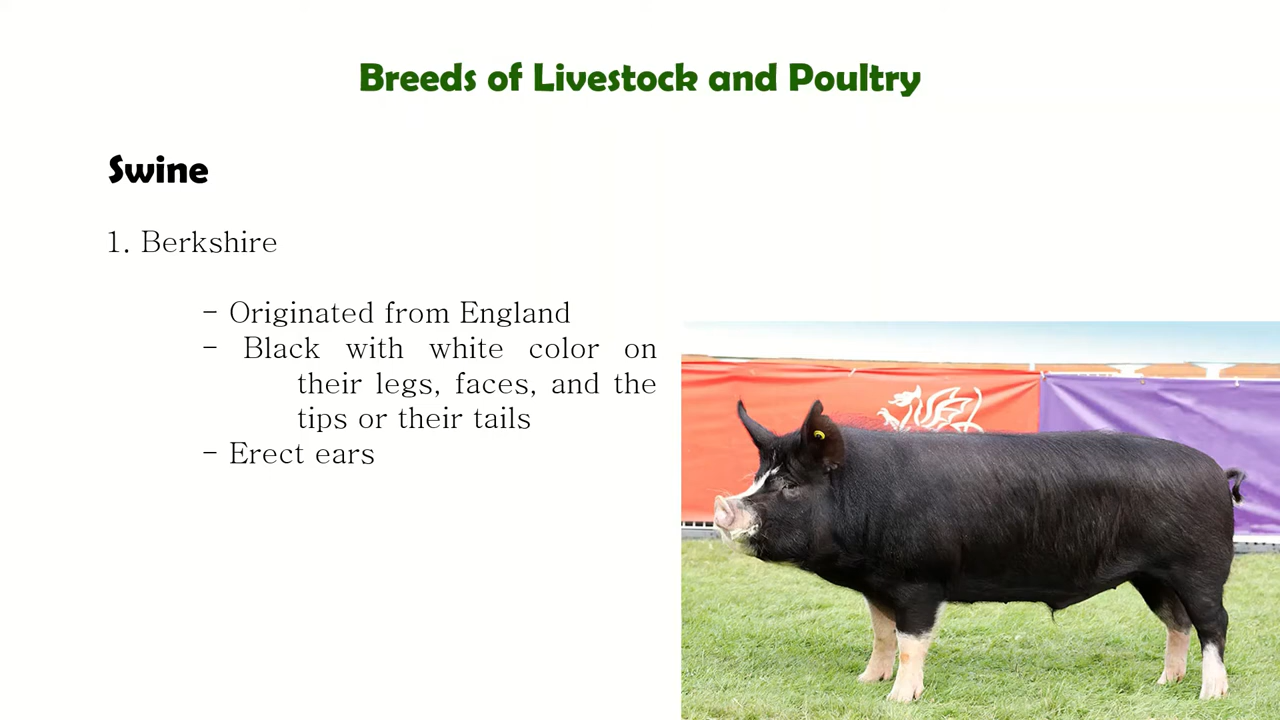 Breeds of Livestock and Poultry
Swine
1. Berkshire
- Originated from England
- Black with white color on
their legs, faces, and the
tips or their tails
- Erect ears